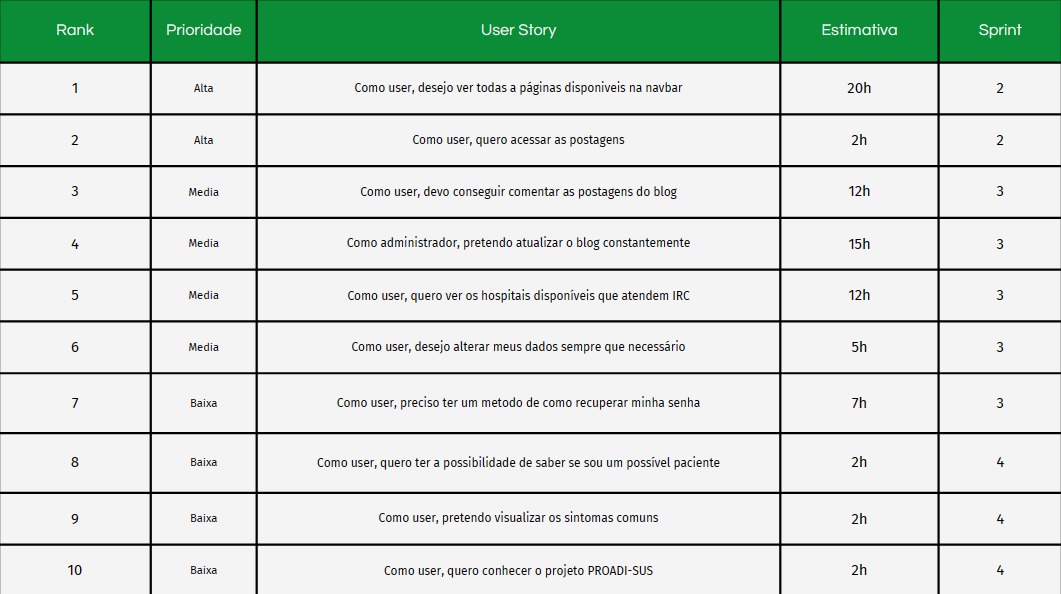 Rank Prioridade User Story Estimativa Sprint
1 Alta Como user, desejo ver todas a páginas disponiveis na navbar 20h 2
2 Alta Como user, quero acessar as postagens 2h 2
3 Media Como user, devo conseguir comentar as postagens do blog 12h 3
4 Media Como administrador, pretendo atualizar o blog constantemente 15h 3
5 Media Como user, quero ver os hospitais disponíveis que atendem IRC 12h 3
6 Media Como user, desejo alterar meus dados sempre que necessário 5h 3
7 Baixa Como user, preciso ter um metodo de como recuperar minha senha 7h 3
8 Baixa Como user, quero ter a possibilidade de saber se sou um possível paciente 2h 4
9 Baixa Como user, pretendo visualizar os sintomas comuns 2h 4
10 Baixa Como user, quero conhecer o projeto PROADI-SUS 2h 4